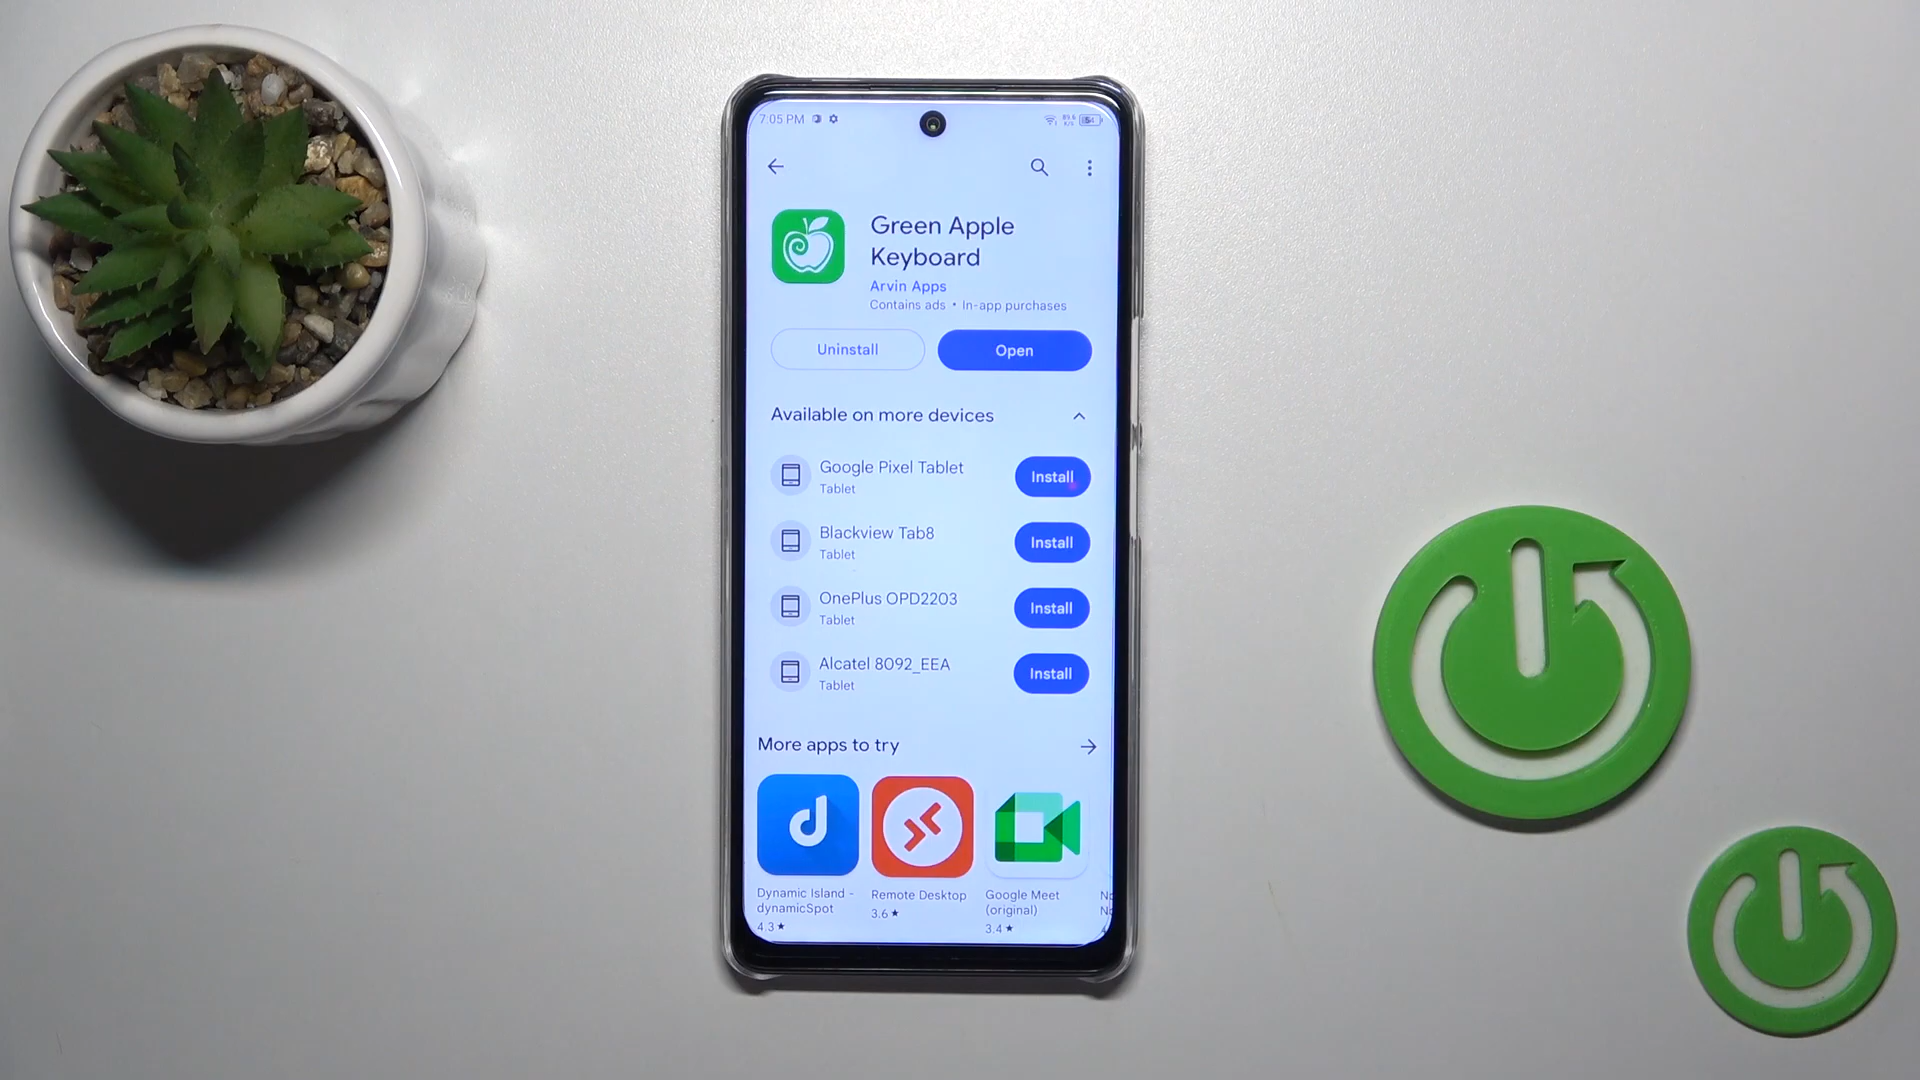 7:05 PM
Green Apple
Keyboard
Arvin Apps
Contains ads • In-app purchases
Uninstall
Open
Available on more devices
Google Pixel Tablet
Tablet
Install
Blackview Tab8
Tablet
Install
OnePlus OPD2203
Tablet
Install
Alcatel 8092_EEA
Tablet
Install
More apps to try
Dynamic Island -
dynamicSpot
4.3★
Remote Desktop
3.6★
Google Meet
(original)
3.4★